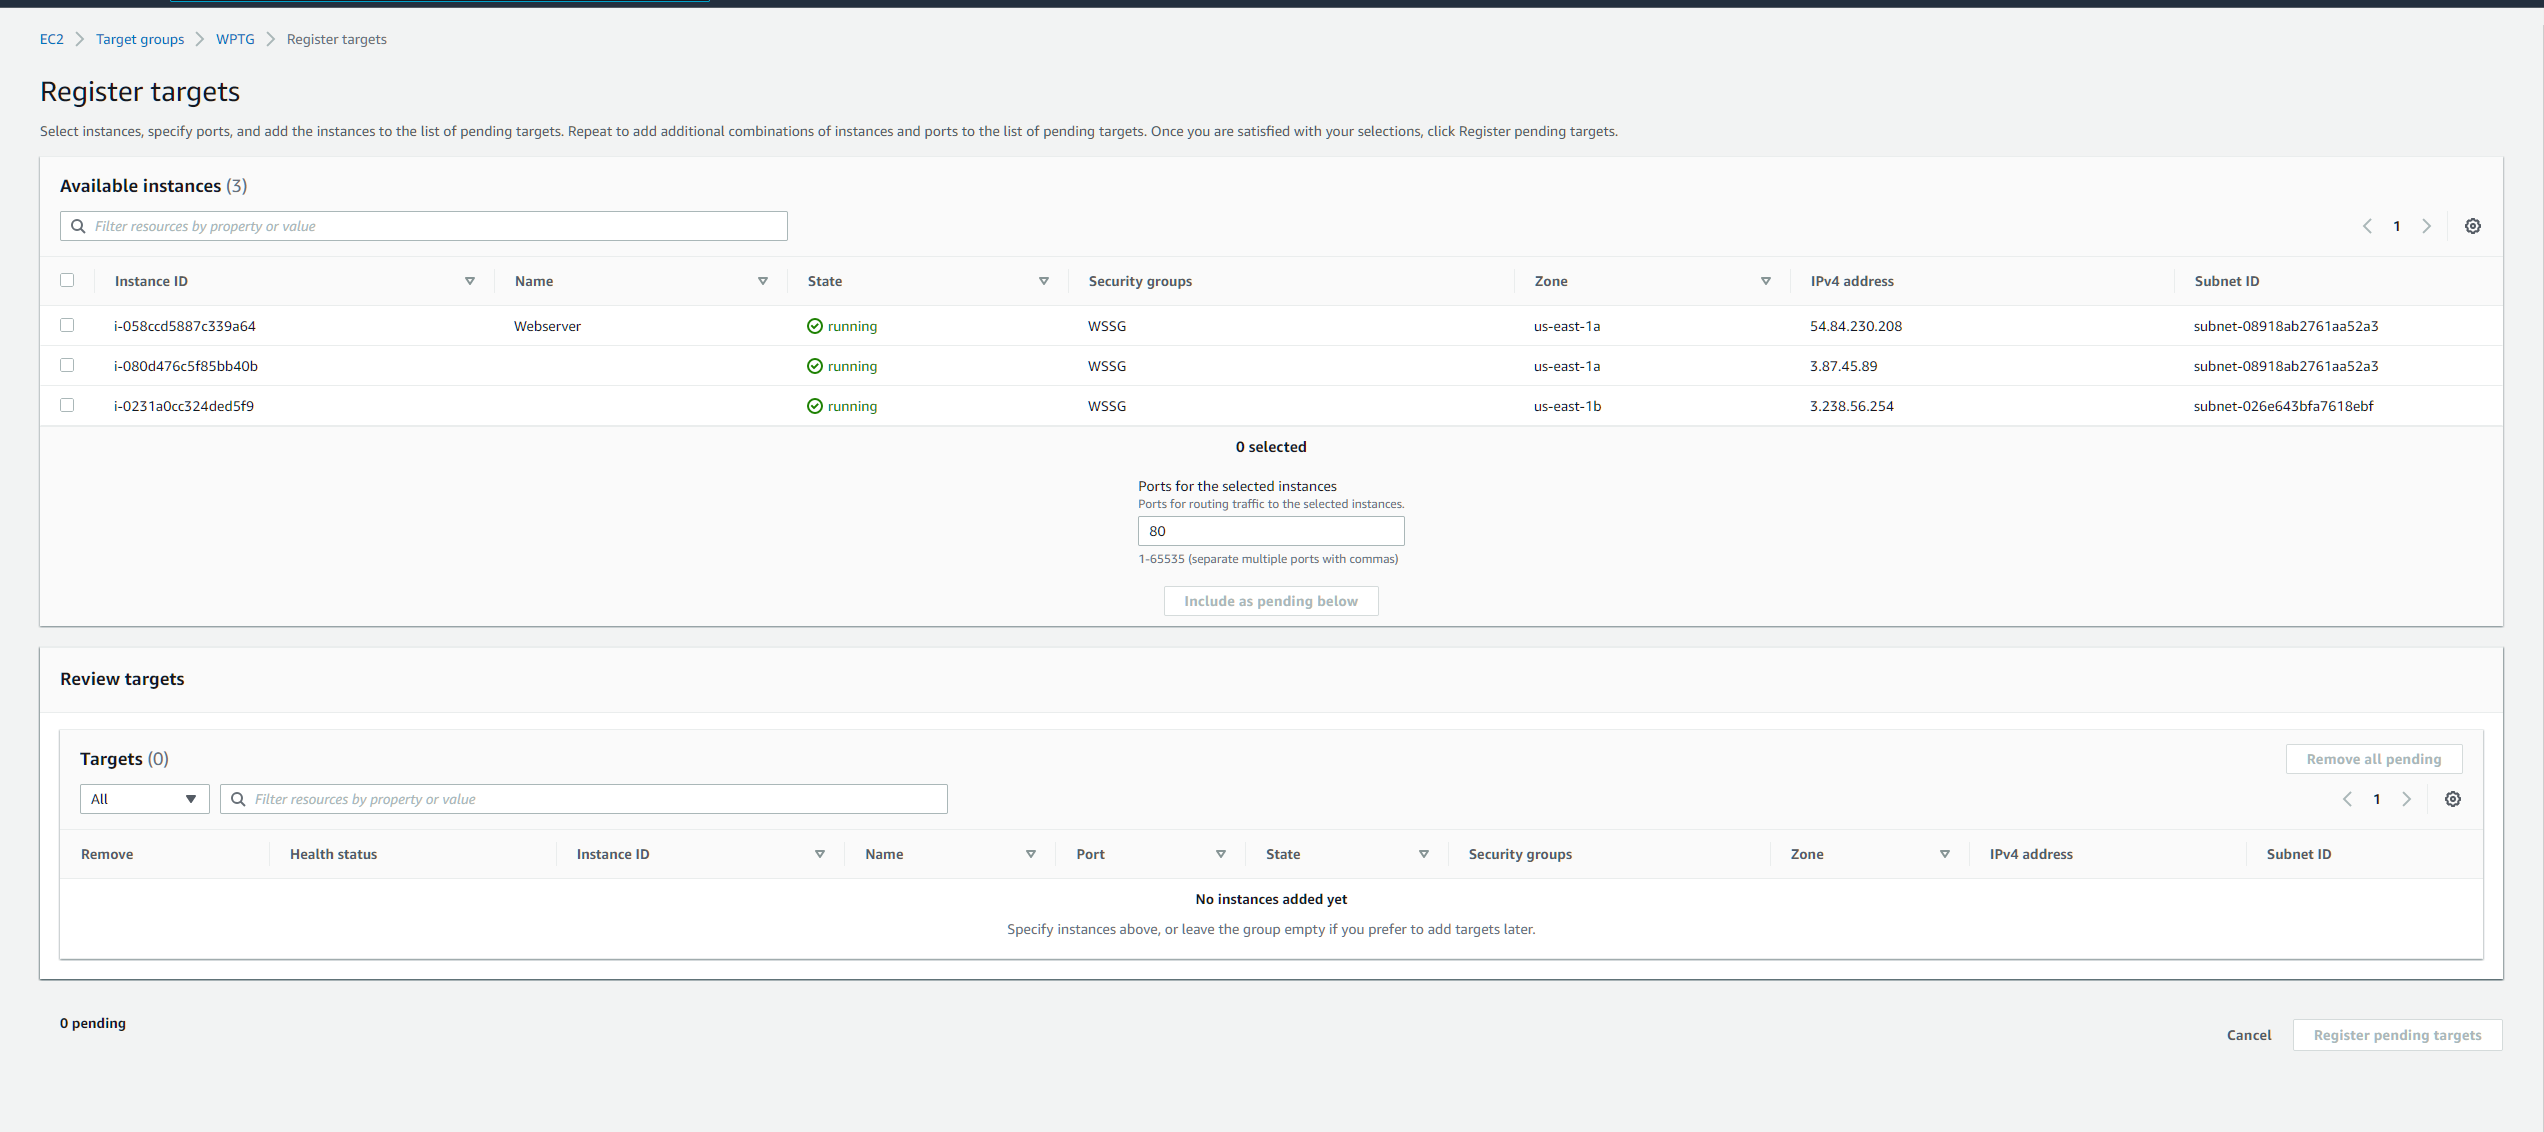 EC2 > Target groups > WPTG > Register targets
Register targets
Select instances, specify ports, and add the instances to the list of pending targets. Repeat to add additional combinations of instances and ports to the list of pending targets. Once you are satisfied with your selections, click Register pending targets.
Available instances (3)
Filter resources by property or value
1
Instance ID Name State Security groups Zone IPv4 address Subnet ID
i-058ccd5887c339a64 Webserver running WSSG us-east-1a 54.84.230.208 subnet-08918ab2761aa52a3
i-080d476c5f85bb40b running WSSG us-east-1a 3.87.45.89 subnet-08918ab2761aa52a3
i-0231a0cc324ded5f9 running WSSG us-east-1b 3.238.56.254 subnet-026e643bfa7618ebf
0 selected
Ports for the selected instances
Ports for routing traffic to the selected instances.
80
1-65535 (separate multiple ports with commas)
Include as pending below
Review targets
Targets (0) Remove all pending
All Filter resources by property or value 1
Remove Health status Instance ID Name Port State Security groups Zone IPv4 address Subnet ID
No instances added yet
Specify instances above, or leave the group empty if you prefer to add targets later.
0 pending
Cancel Register pending targets